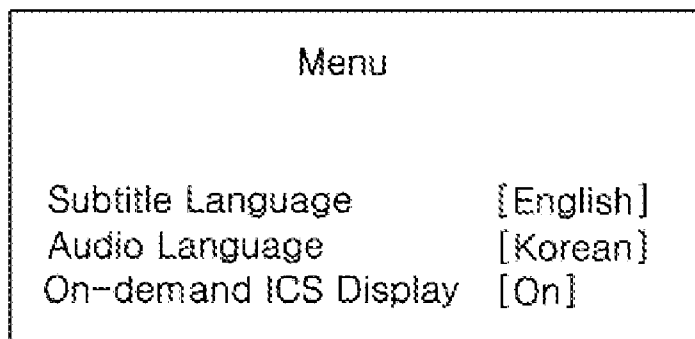 Menu
Subtitle Language [English]
Audio Language [Korean]
On-demand ICS Display [On]